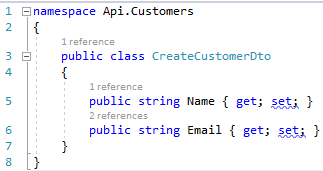 1 namespace Api.Customers
2 {
1 reference
3 public class CreateCustomerDto
4 {
1 reference
5 public string Name { get; set; }
2 references
6 public string Email { get; set; }
7 }
8 }